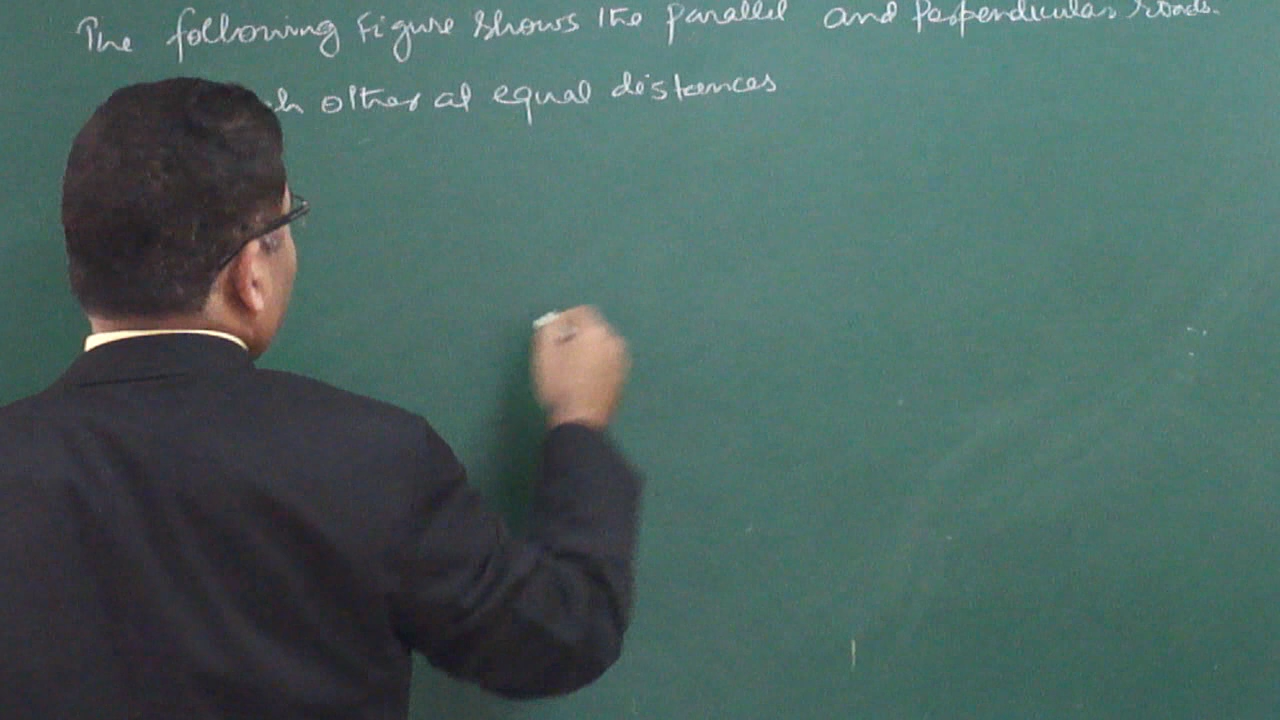 The following Figure shows the parallel and perpendicular roads.
other at equal distances